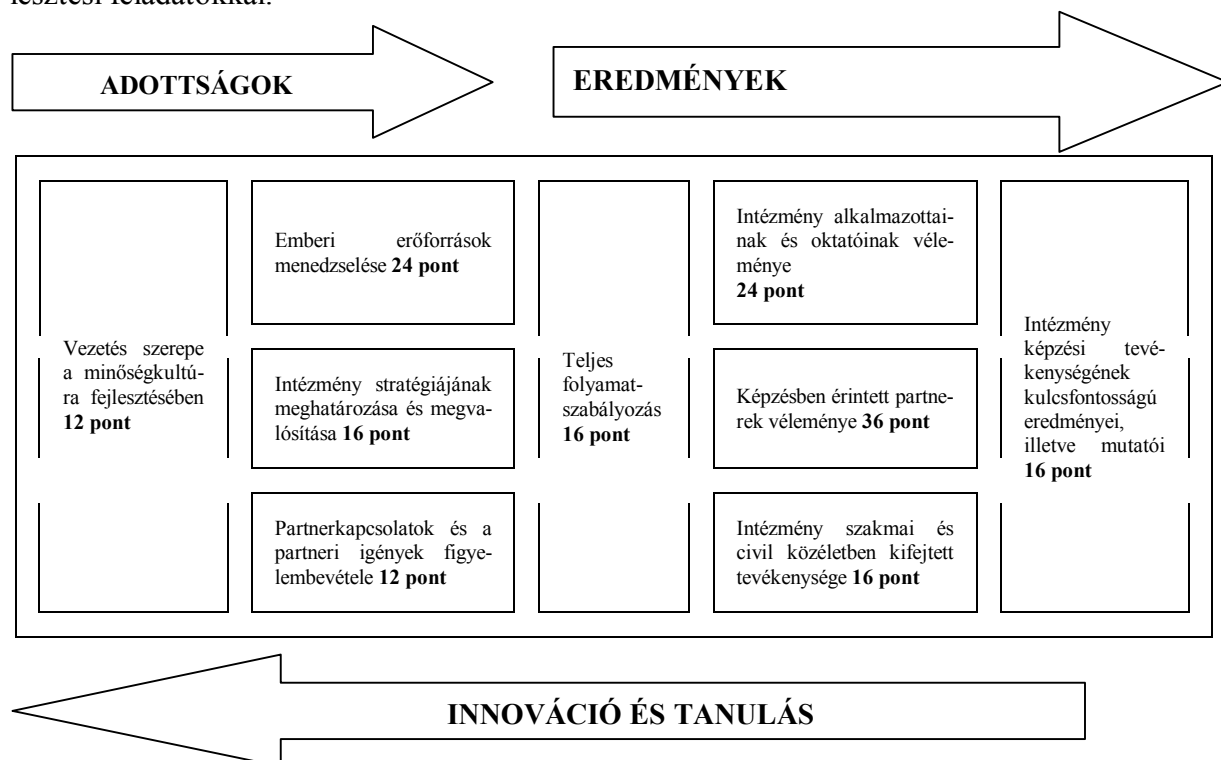 lesztési feladatokkal.
ADOTTSÁGOK
EREDMÉNYEK
Vezetés szerepe
a minőségkultú-
ra fejlesztésében
12 pont
Emberi erőforrások
menedzselése 24 pont
Intézmény stratégiájának
meghatározása és megva-
lósítása 16 pont
Partnerkapcsolatok és a
partneri igények figye-
lembevétele 12 pont
Teljes
folyamat-
szabályozás
16 pont
Intézmény alkalmazottai-
nak és oktatóinak véle-
ménye
24 pont
Képzésben érintett partne-
rek véleménye 36 pont
Intézmény szakmai és
civil közéletben kifejtett
tevékenysége 16 pont
Intézmény
képzési tevé-
kenységének
kulcsfontosságú
eredményei,
illetve mutatói
16 pont
INNOVÁCIÓ ÉS TANULÁS